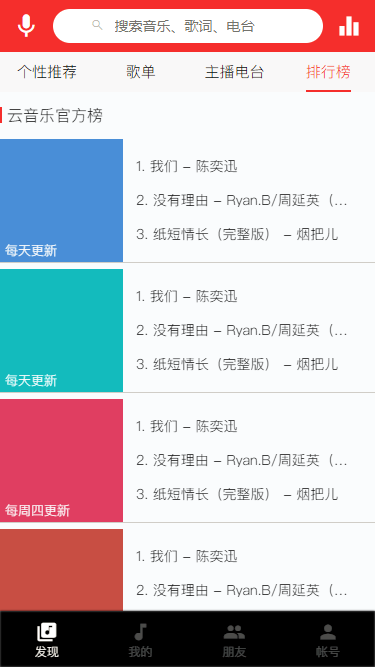 搜索音乐、歌词、电台
个性推荐 歌单 主播电台 排行榜
云音乐官方榜
1. 我们 - 陈奕迅
2. 没有理由 - Ryan.B/周延英（...
3. 纸短情长（完整版） - 烟把儿
每天更新
1. 我们 - 陈奕迅
2. 没有理由 - Ryan.B/周延英（...
3. 纸短情长（完整版） - 烟把儿
每天更新
1. 我们 - 陈奕迅
2. 没有理由 - Ryan.B/周延英（...
3. 纸短情长（完整版） - 烟把儿
每周四更新
1. 我们 - 陈奕迅
2. 没有理由 - Ryan.B/周延英（...
发现 我的 朋友 帐号